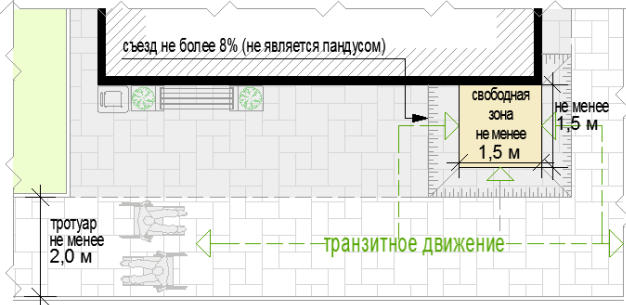 съезд не более 8% (не является пандусом)
свободная
зона
не менее
1,5 м
не менее
1,5 м
тротуар
не менее
2,0 м
транзитное движение